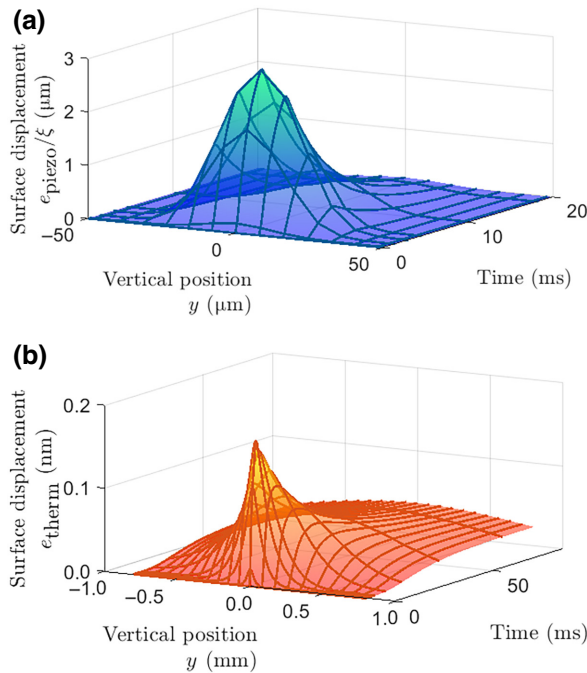 (a)
Surface displacement
e_piezo/ξ (μm)
3
2
1
0
−50
0
50
Vertical position
y (μm)
0
10
20
Time (ms)
(b)
Surface displacement
e_therm (nm)
0.2
0.1
0.0
−1.0
−0.5
0.0
0.5
1.0
Vertical position
y (mm)
0
50
Time (ms)